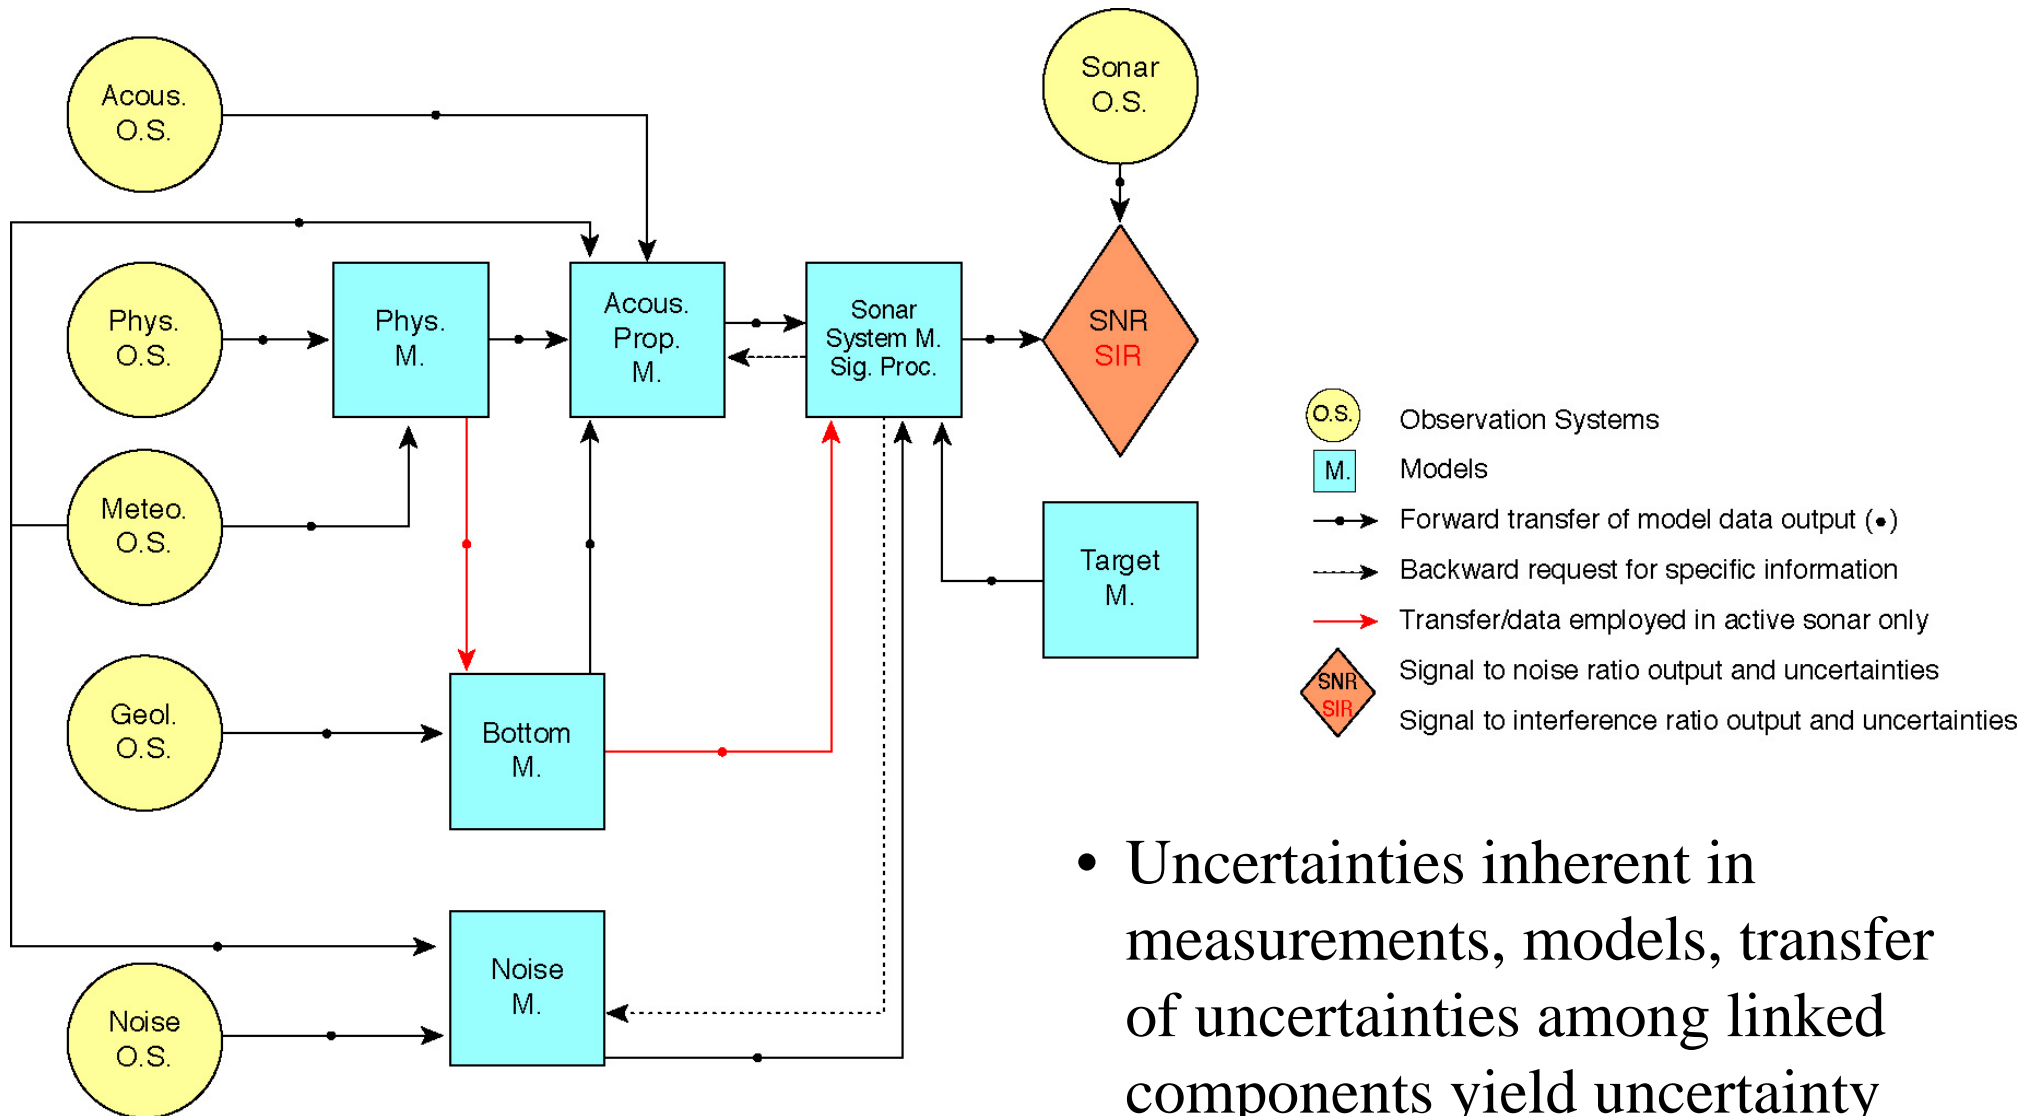 Acous.
O.S.
Sonar
O.S.
Phys.
O.S.
Phys.
M.
Acous.
Prop.
M.
Sonar
System M.
Sig. Proc.
SNR
SIR
Meteo.
O.S.
Target
M.
Geol.
O.S.
Bottom
M.
Noise
M.
Noise
O.S.
O.S. Observation Systems
M. Models
Forward transfer of model data output (•)
Backward request for specific information
Transfer/data employed in active sonar only
SNR
SIR
Signal to noise ratio output and uncertainties
Signal to interference ratio output and uncertainties
• Uncertainties inherent in
measurements, models, transfer
of uncertainties among linked
components yield uncertainty